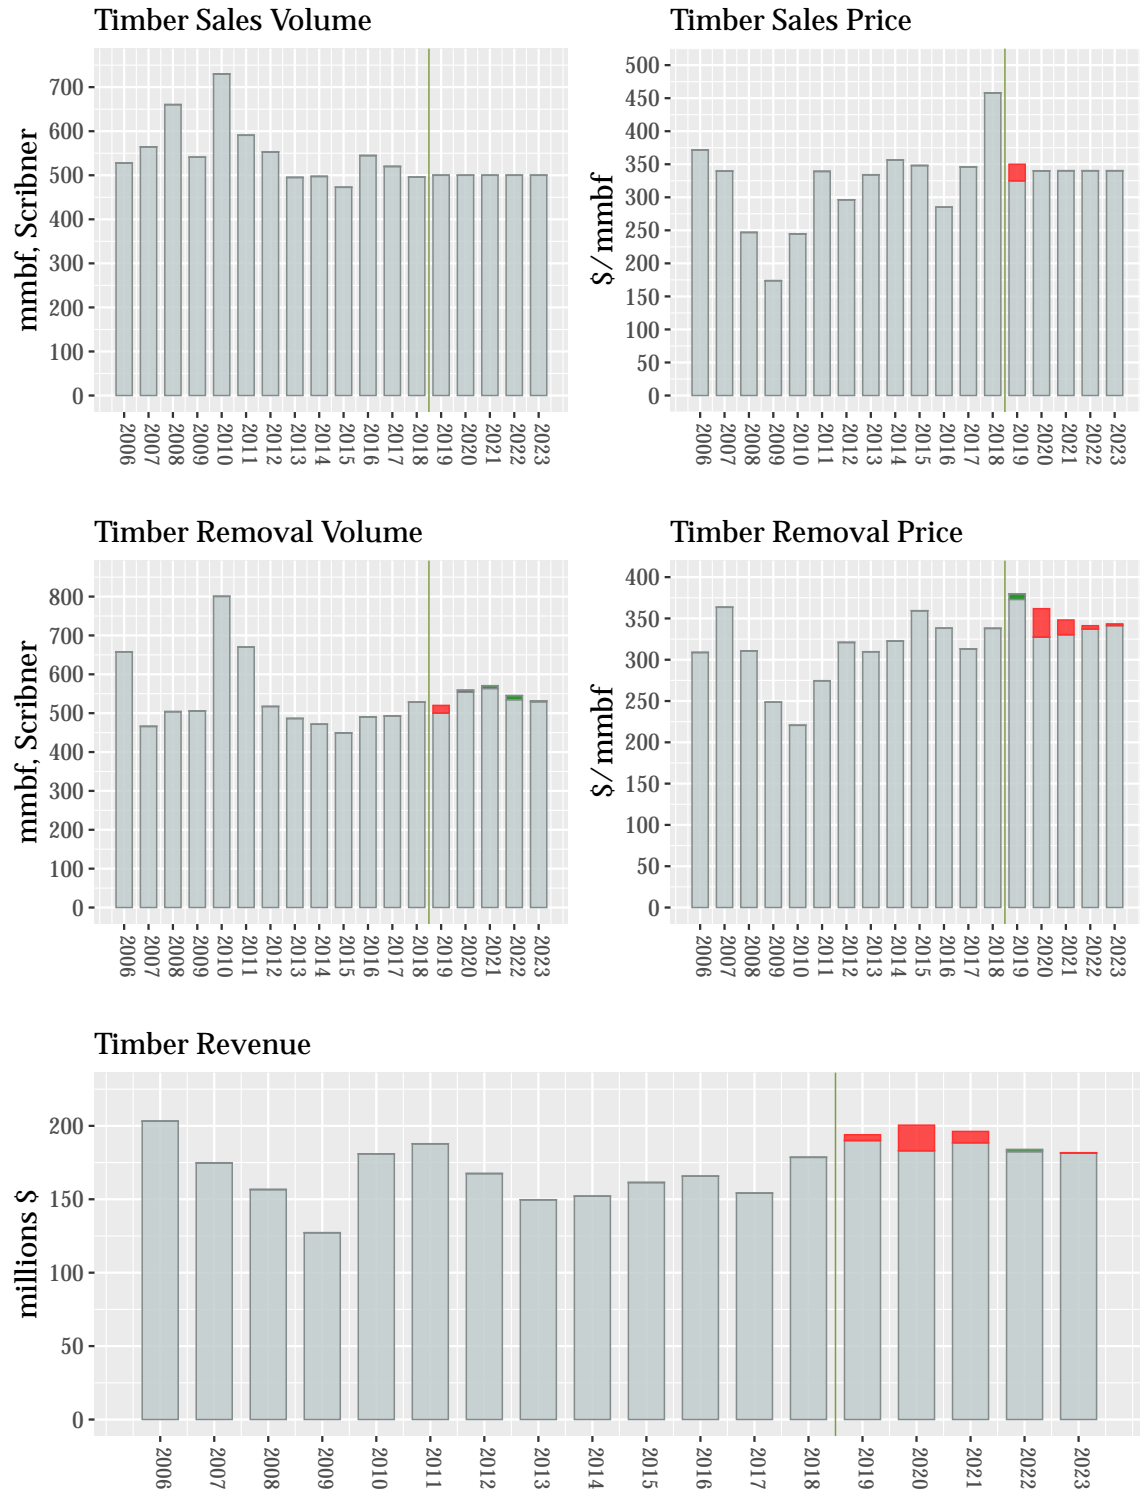 Timber Sales Volume
mmbf, Scribner
700
600
500
400
300
200
100
0
2006 2007 2008 2009 2010 2011 2012 2013 2014 2015 2016 2017 2018 2019 2020 2021 2022 2023
Timber Sales Price
$/mmbf
500
450
400
350
300
250
200
150
100
50
0
2006 2007 2008 2009 2010 2011 2012 2013 2014 2015 2016 2017 2018 2019 2020 2021 2022 2023
Timber Removal Volume
mmbf, Scribner
800
700
600
500
400
300
200
100
0
2006 2007 2008 2009 2010 2011 2012 2013 2014 2015 2016 2017 2018 2019 2020 2021 2022 2023
Timber Removal Price
$/mmbf
400
350
300
250
200
150
100
50
0
2006 2007 2008 2009 2010 2011 2012 2013 2014 2015 2016 2017 2018 2019 2020 2021 2022 2023
Timber Revenue
millions $
200
150
100
50
0
2006 2007 2008 2009 2010 2011 2012 2013 2014 2015 2016 2017 2018 2019 2020 2021 2022 2023